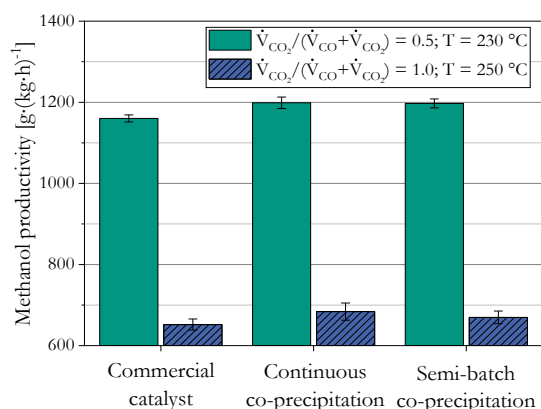 1400
1200
1000
800
600
Methanol productivity [g·(kg·h)⁻¹]
V̇CO₂/(V̇CO+V̇CO₂) = 0.5; T = 230 °C
V̇CO₂/(V̇CO+V̇CO₂) = 1.0; T = 250 °C
Commercial
catalyst
Continuous
co-precipitation
Semi-batch
co-precipitation